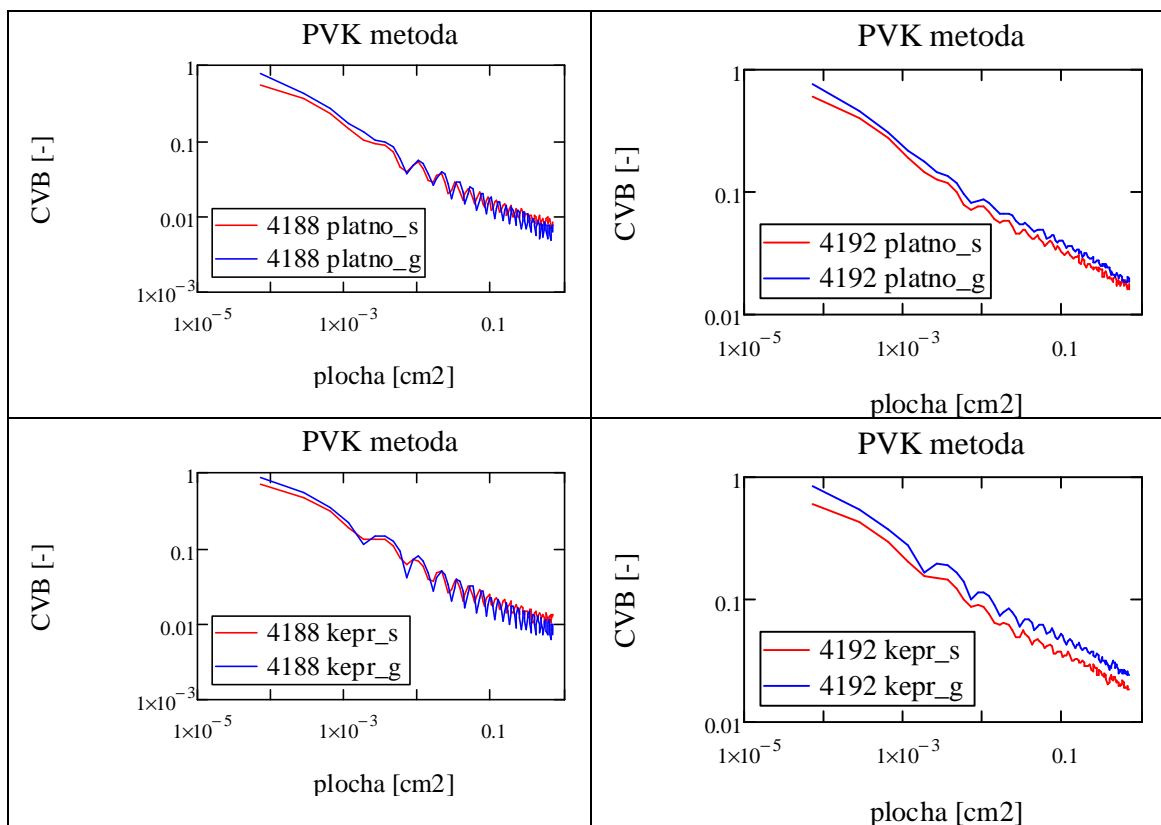 PVK metoda
1
0.1
0.01
1×10⁻³
CVB [-]
4188 platno_s
4188 platno_g
1×10⁻⁵
1×10⁻³
0.1
plocha [cm2]
PVK metoda
1
0.1
0.01
CVB [-]
4192 platno_s
4192 platno_g
1×10⁻⁵
1×10⁻³
0.1
plocha [cm2]
PVK metoda
1
0.1
0.01
1×10⁻³
CVB [-]
4188 kepr_s
4188 kepr_g
1×10⁻⁵
1×10⁻³
0.1
plocha [cm2]
PVK metoda
1
0.1
0.01
CVB [-]
4192 kepr_s
4192 kepr_g
1×10⁻⁵
1×10⁻³
0.1
plocha [cm2]